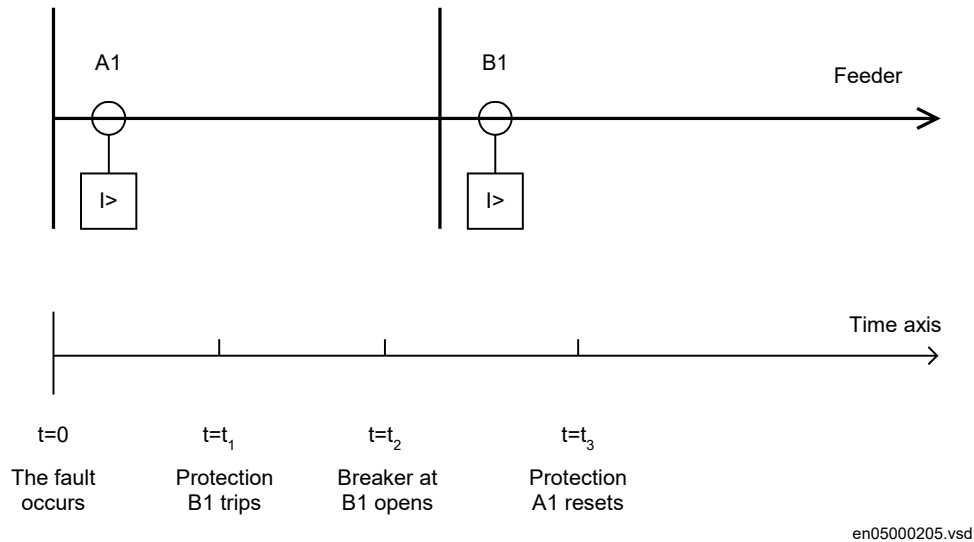 A1
B1
Feeder
I>
I>
Time axis
t=0
t=t₁
t=t₂
t=t₃
The fault
occurs
Protection
B1 trips
Breaker at
B1 opens
Protection
A1 resets
en05000205.vsd